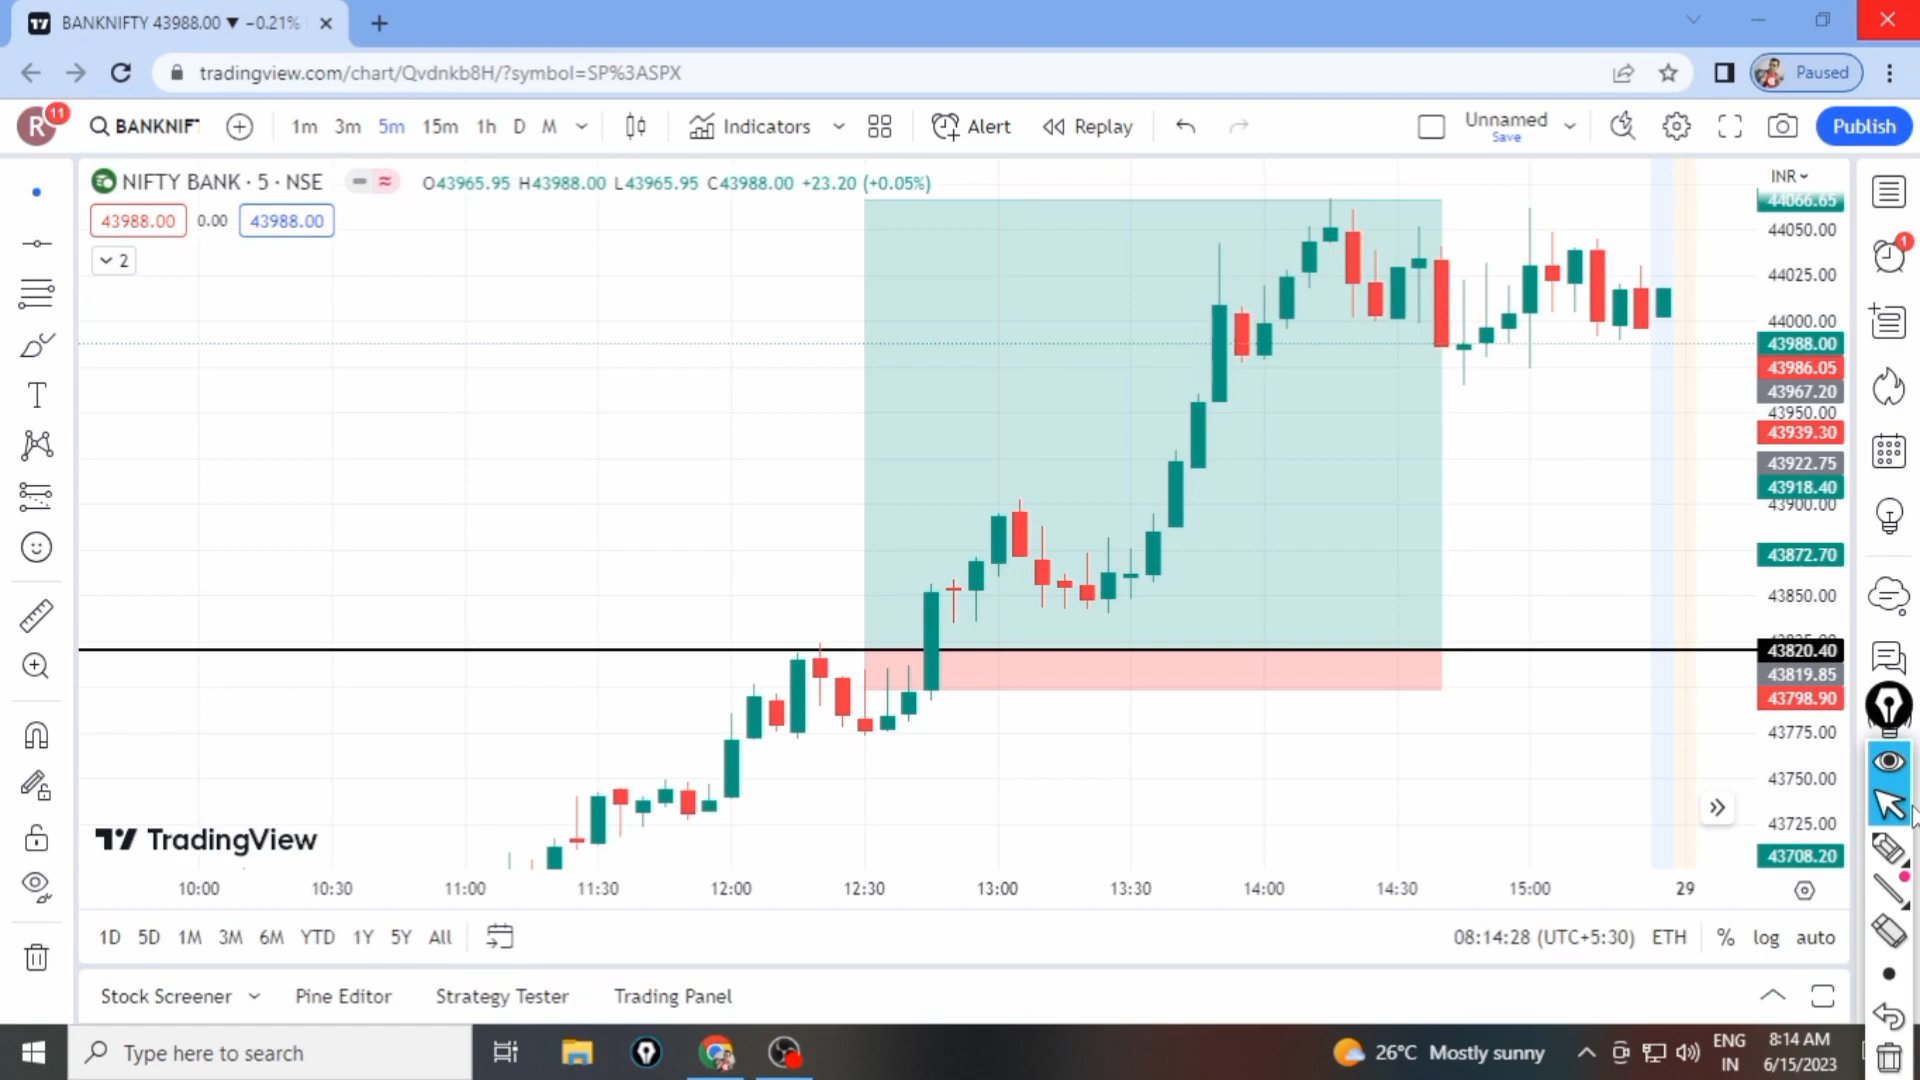 BANKNIFTY 43988.00 ▼ −0.21%
tradingview.com/chart/Qvdnkb8H/?symbol=SP%3ASPX
Paused
R
11
BANKNIFT
1m 3m 5m 15m 1h D M
Indicators
Alert
Replay
Unnamed
Save
Publish
NIFTY BANK · 5 · NSE
O43965.95 H43988.00 L43965.95 C43988.00 +23.20 (+0.05%)
43988.00 0.00 43988.00
2
INR
44066.65
44050.00
44025.00
44000.00
43988.00
43986.05
43967.20
43950.00
43939.30
43922.75
43918.40
43900.00
43872.70
43850.00
43820.40
43819.85
43798.90
43775.00
43750.00
43725.00
43708.20
1
TradingView
10:00 10:30 11:00 11:30 12:00 12:30 13:00 13:30 14:00 14:30 15:00 29
1D 5D 1M 3M 6M YTD 1Y 5Y All
08:14:28 (UTC+5:30) ETH % log auto
Stock Screener Pine Editor Strategy Tester Trading Panel
Type here to search
26°C Mostly sunny
ENG
IN
8:14 AM
6/15/2023